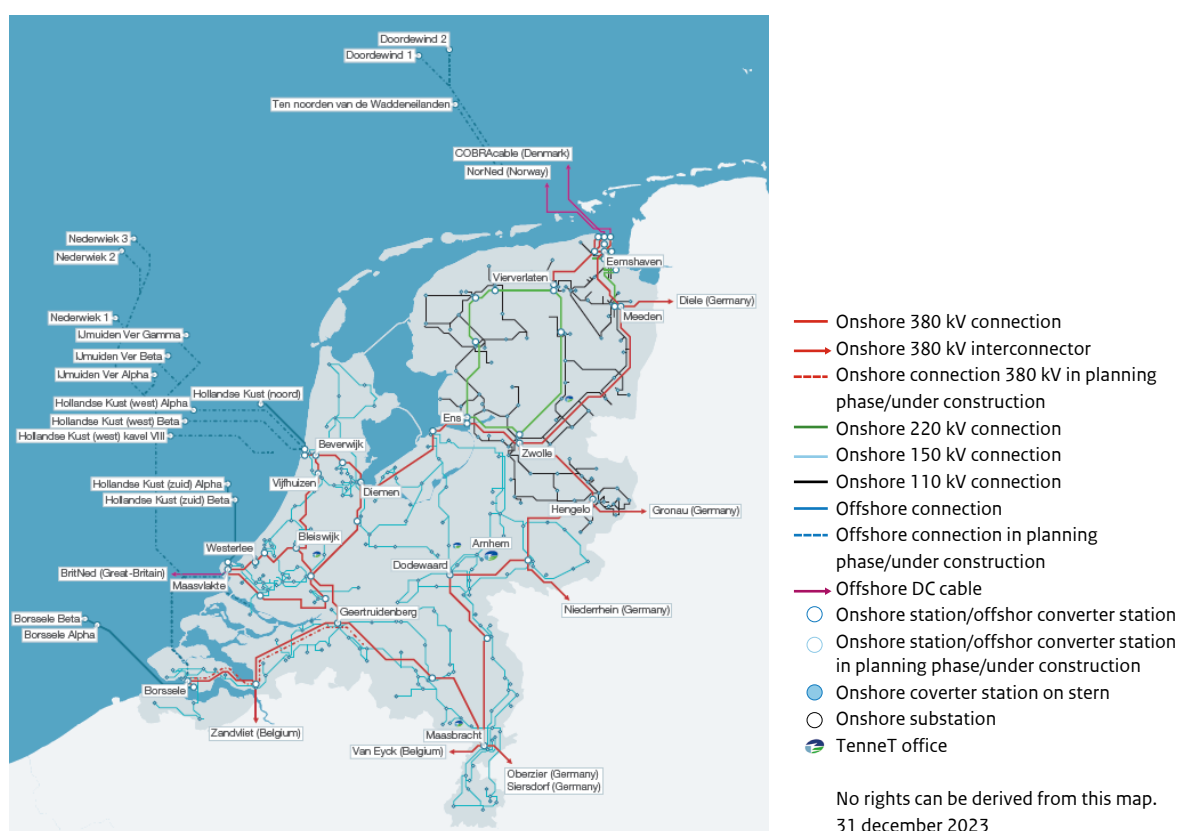 Doordewind 2
Doordewind 1
Ten noorden van de Waddeneilanden
COBRAcable (Denmark)
NorNed (Norway)
Nederwiek 3
Nederwiek 2
Eemshaven
Vierverlaten
Diele (Germany)
Meeden
Nederwiek 1
IJmuiden Ver Gamma
IJmuiden Ver Beta
IJmuiden Ver Alpha
Hollandse Kust (noord)
Hollandse Kust (west) Alpha
Hollandse Kust (west) Beta
Hollandse Kust (west) kavel VIII
Ens
Beverwijk
Zwolle
Vijfhuizen
Diemen
Hollandse Kust (zuid) Alpha
Hollandse Kust (zuid) Beta
Hengelo
Gronau (Germany)
Bleiswijk
Westerlee
Arnhem
Dodewaard
BritNed (Great-Britain)
Maasvlakte
Geertruidenberg
Niederrhein (Germany)
Borssele Beta
Borssele Alpha
Borssele
Zandvliet (Belgium)
Maasbracht
Van Eyck (Belgium)
Oberzier (Germany)
Siersdorf (Germany)
Onshore 380 kV connection
Onshore 380 kV interconnector
Onshore connection 380 kV in planning
phase/under construction
Onshore 220 kV connection
Onshore 150 kV connection
Onshore 110 kV connection
Offshore connection
Offshore connection in planning
phase/under construction
Offshore DC cable
Onshore station/offshor converter station
Onshore station/offshor converter station
in planning phase/under construction
Onshore coverter station on stern
Onshore substation
TenneT office
No rights can be derived from this map.
31 december 2023